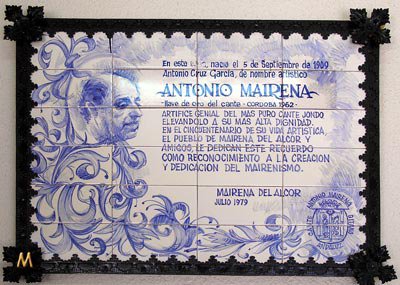 En esta casa, nació el 5 de Septiembre de 1909
Antonio Cruz García, de nombre artístico
ANTONIO MAIRENA
-llave de oro del cante - CORDOBA 1962-
ARTIFICE GENIAL DEL MAS PURO CANTE JONDO
ELEVANDOLO A SU MAS ALTA DIGNIDAD.
EN EL CINCUENTENARIO DE SU VIDA ARTISTICA,
EL PUEBLO DE MAIRENA DEL ALCOR Y
AMIGOS, LE DEDICAN ESTE RECUERDO
COMO RECONOCIMIENTO A LA CREACION
Y DEDICACION DEL MAIRENISMO.
MAIRENA DEL ALCOR
JULIO 1979
ANTONIO MAIRENA
M